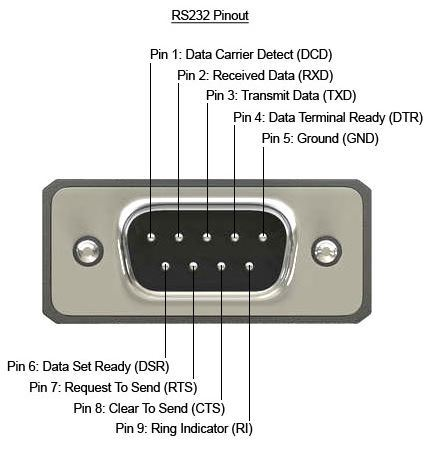 RS232 Pinout
Pin 1: Data Carrier Detect (DCD)
Pin 2: Received Data (RXD)
Pin 3: Transmit Data (TXD)
Pin 4: Data Terminal Ready (DTR)
Pin 5: Ground (GND)
Pin 6: Data Set Ready (DSR)
Pin 7: Request To Send (RTS)
Pin 8: Clear To Send (CTS)
Pin 9: Ring Indicator (RI)